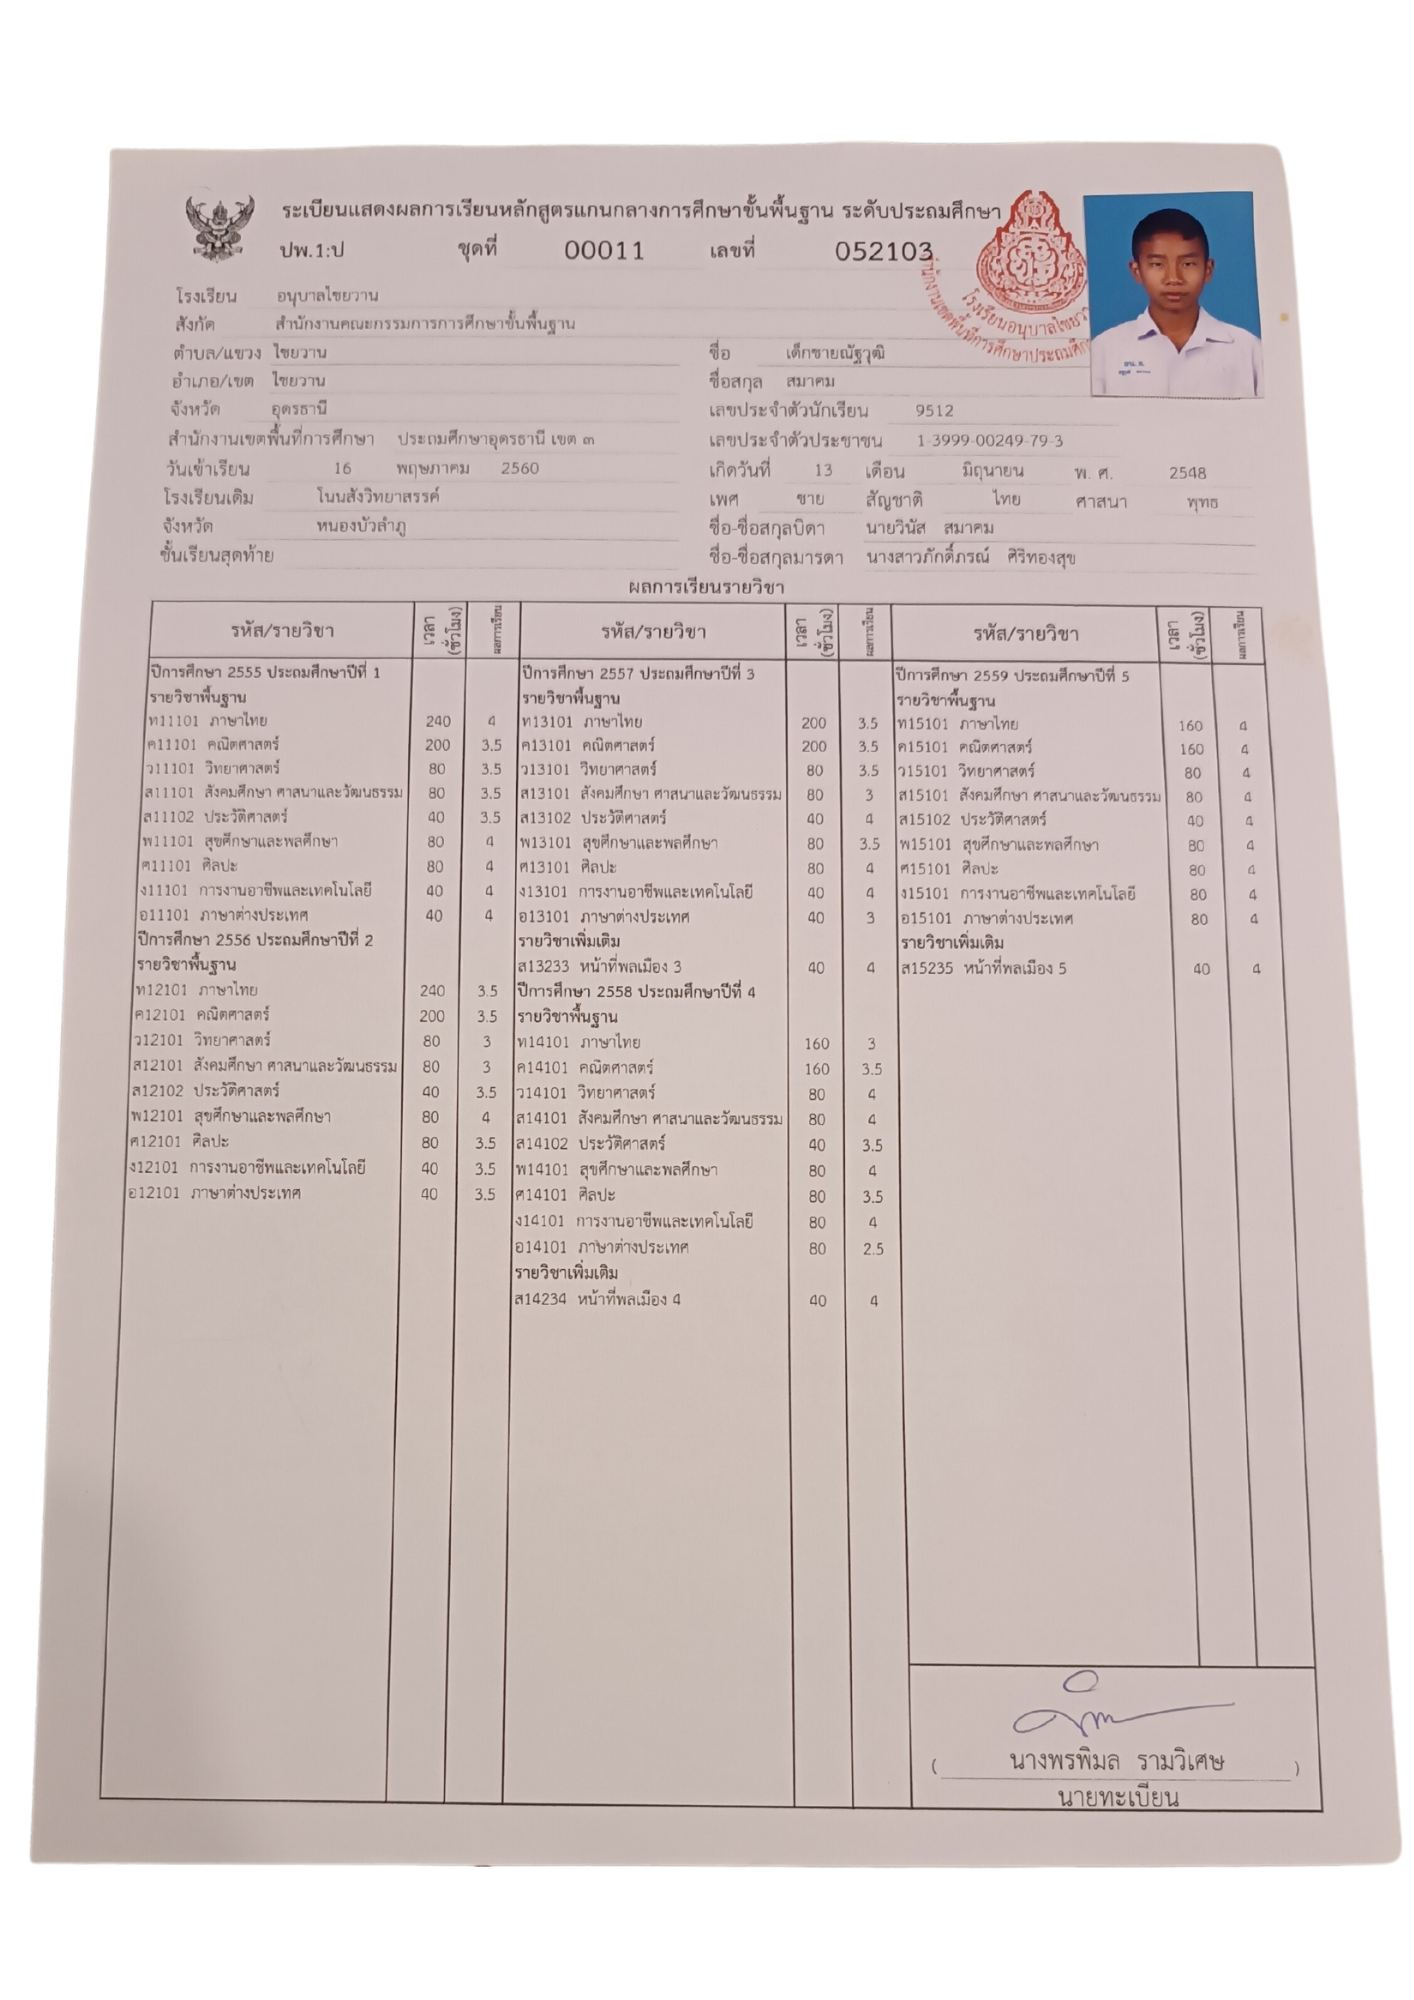 ระเบียนแสดงผลการเรียนหลักสูตรแกนกลางการศึกษาขั้นพื้นฐาน ระดับประถมศึกษา
ปพ.1:ป ชุดที่ 00011 เลขที่ 052103
โรงเรียน อนุบาลไชยวาน
สังกัด สำนักงานคณะกรรมการการศึกษาขั้นพื้นฐาน
ตำบล/แขวง ไชยวาน
อำเภอ/เขต ไชยวาน
จังหวัด อุดรธานี
สำนักงานเขตพื้นที่การศึกษา ประถมศึกษาอุดรธานี เขต ๓
วันเข้าเรียน 16 พฤษภาคม 2560
โรงเรียนเดิม โนนสังวิทยาสรรค์
จังหวัด หนองบัวลำภู
ชั้นเรียนสุดท้าย
ชื่อ เด็กชายณัฐวุฒิ
ชื่อสกุล สมาคม
เลขประจำตัวนักเรียน 9512
เลขประจำตัวประชาชน 1-3999-00249-79-3
เกิดวันที่ 13 เดือน มิถุนายน พ. ศ. 2548
เพศ ชาย สัญชาติ ไทย ศาสนา พุทธ
ชื่อ-ชื่อสกุลบิดา นายวินัส สมาคม
ชื่อ-ชื่อสกุลมารดา นางสาวภักดิ์ภรณ์ ศิริทองสุข
โรงเรียนอนุบาลไชยวา
สำนักงานเขตพื้นที่การศึกษาประถมศึก
ผลการเรียนรายวิชา
รหัส/รายวิชา เวลา (ชั่วโมง) ผลการเรียน
ปีการศึกษา 2555 ประถมศึกษาปีที่ 1
รายวิชาพื้นฐาน
ท11101 ภาษาไทย 240 4
ค11101 คณิตศาสตร์ 200 3.5
ว11101 วิทยาศาสตร์ 80 3.5
ส11101 สังคมศึกษา ศาสนาและวัฒนธรรม 80 3.5
ส11102 ประวัติศาสตร์ 40 3.5
พ11101 สุขศึกษาและพลศึกษา 80 4
ศ11101 ศิลปะ 80 4
ง11101 การงานอาชีพและเทคโนโลยี 40 4
อ11101 ภาษาต่างประเทศ 40 4
ปีการศึกษา 2556 ประถมศึกษาปีที่ 2
รายวิชาพื้นฐาน
ท12101 ภาษาไทย 240 3.5
ค12101 คณิตศาสตร์ 200 3.5
ว12101 วิทยาศาสตร์ 80 3
ส12101 สังคมศึกษา ศาสนาและวัฒนธรรม 80 3
ส12102 ประวัติศาสตร์ 40 3.5
พ12101 สุขศึกษาและพลศึกษา 80 4
ศ12101 ศิลปะ 80 3.5
ง12101 การงานอาชีพและเทคโนโลยี 40 3.5
อ12101 ภาษาต่างประเทศ 40 3.5
รหัส/รายวิชา เวลา (ชั่วโมง) ผลการเรียน
ปีการศึกษา 2557 ประถมศึกษาปีที่ 3
รายวิชาพื้นฐาน
ท13101 ภาษาไทย 200 3.5
ค13101 คณิตศาสตร์ 200 3.5
ว13101 วิทยาศาสตร์ 80 3.5
ส13101 สังคมศึกษา ศาสนาและวัฒนธรรม 80 3
ส13102 ประวัติศาสตร์ 40 4
พ13101 สุขศึกษาและพลศึกษา 80 3.5
ศ13101 ศิลปะ 80 4
ง13101 การงานอาชีพและเทคโนโลยี 40 4
อ13101 ภาษาต่างประเทศ 40 3
รายวิชาเพิ่มเติม
ส13233 หน้าที่พลเมือง 3 40 4
ปีการศึกษา 2558 ประถมศึกษาปีที่ 4
รายวิชาพื้นฐาน
ท14101 ภาษาไทย 160 3
ค14101 คณิตศาสตร์ 160 3.5
ว14101 วิทยาศาสตร์ 80 4
ส14101 สังคมศึกษา ศาสนาและวัฒนธรรม 80 4
ส14102 ประวัติศาสตร์ 40 3.5
พ14101 สุขศึกษาและพลศึกษา 80 4
ศ14101 ศิลปะ 80 3.5
ง14101 การงานอาชีพและเทคโนโลยี 80 4
อ14101 ภาษาต่างประเทศ 80 2.5
รายวิชาเพิ่มเติม
ส14234 หน้าที่พลเมือง 4 40 4
รหัส/รายวิชา เวลา (ชั่วโมง) ผลการเรียน
ปีการศึกษา 2559 ประถมศึกษาปีที่ 5
รายวิชาพื้นฐาน
ท15101 ภาษาไทย 160 4
ค15101 คณิตศาสตร์ 160 4
ว15101 วิทยาศาสตร์ 80 4
ส15101 สังคมศึกษา ศาสนาและวัฒนธรรม 80 4
ส15102 ประวัติศาสตร์ 40 4
พ15101 สุขศึกษาและพลศึกษา 80 4
ศ15101 ศิลปะ 80 4
ง15101 การงานอาชีพและเทคโนโลยี 80 4
อ15101 ภาษาต่างประเทศ 80 4
รายวิชาเพิ่มเติม
ส15235 หน้าที่พลเมือง 5 40 4
( นางพรพิมล รามวิเศษ )
นายทะเบียน